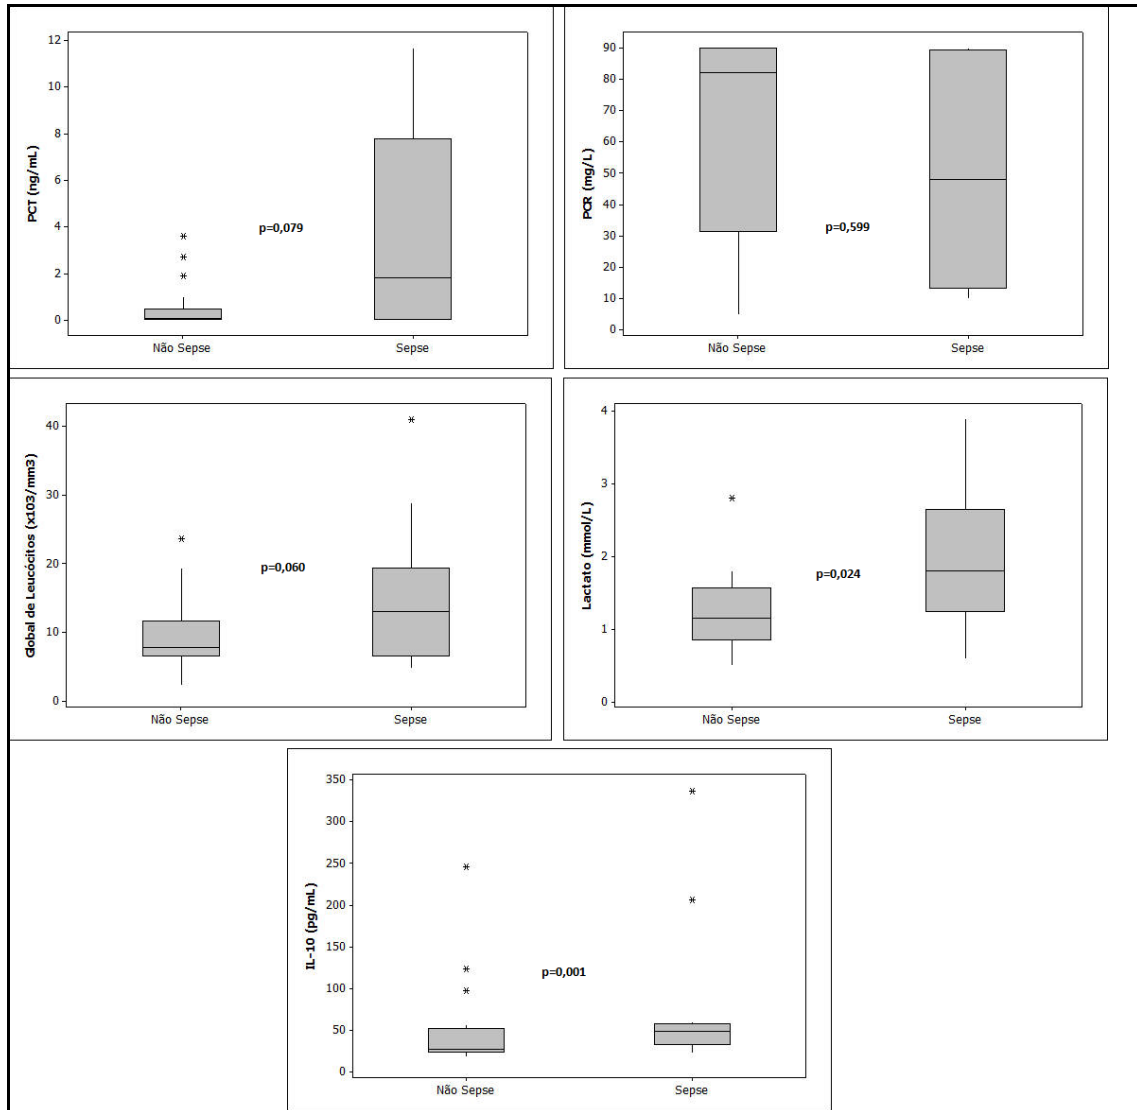 PCT (ng/mL)
12
10
8
6
4
2
0
p=0,079
Não Sepse
Sepse
PCR (mg/L)
90
80
70
60
50
40
30
20
10
0
p=0,599
Não Sepse
Sepse
Global de Leucócitos (x103/mm3)
40
30
20
10
0
p=0,060
Não Sepse
Sepse
Lactato (mmol/L)
4
3
2
1
0
p=0,024
Não Sepse
Sepse
IL-10 (pg/mL)
350
300
250
200
150
100
50
0
p=0,001
Não Sepse
Sepse